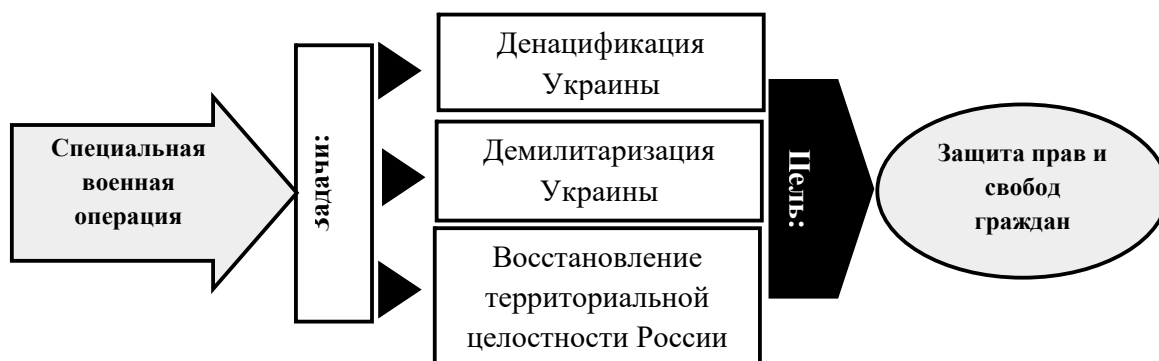 Специальная
военная
операция
Задачи:
Денацификация
Украины
Демилитаризация
Украины
Восстановление
территориальной
целостности России
Цель:
Защита прав и
свобод
граждан